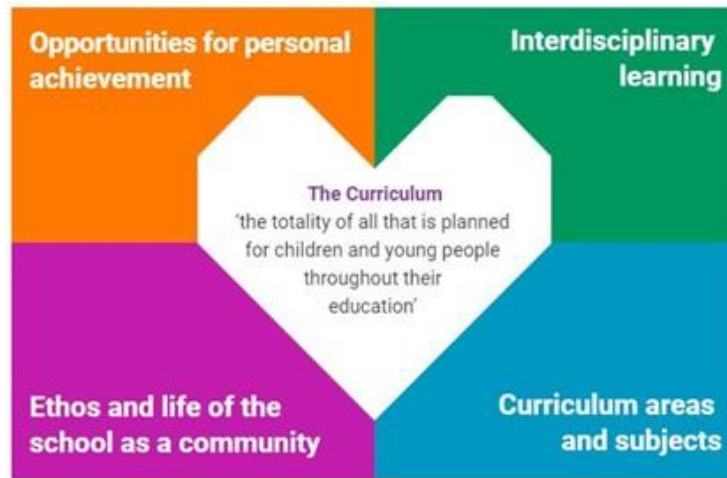 Opportunities for personal
achievement
Interdisciplinary
learning
The Curriculum
‘the totality of all that is planned
for children and young people
throughout their
education’
Ethos and life of the
school as a community
Curriculum areas
and subjects